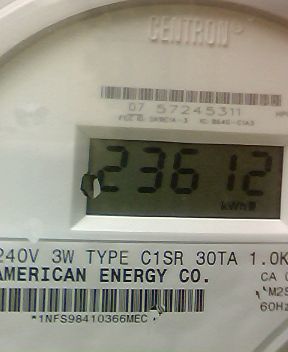 CENTRON®
07 57245311
23612
kWh
240V 3W TYPE C1SR 30TA 1.0K
AMERICAN ENERGY CO. CA
60Hz
*1NFS98410366MEC